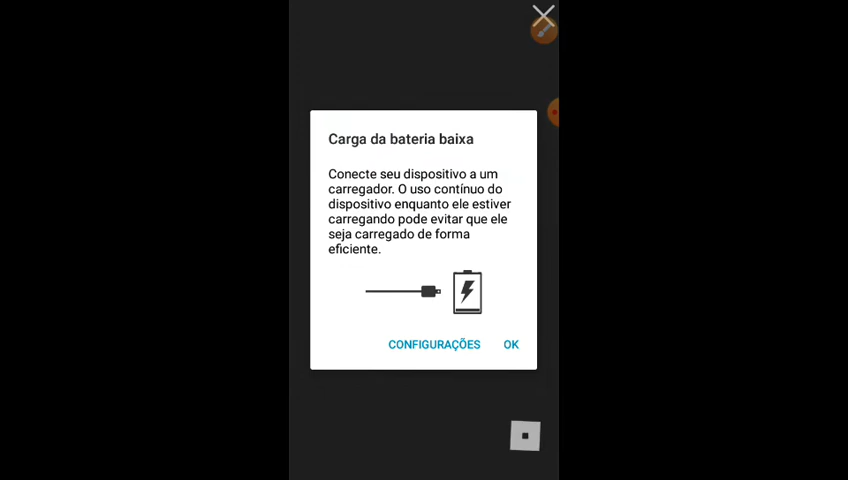 Carga da bateria baixa
Conecte seu dispositivo a um
carregador. O uso contínuo do
dispositivo enquanto ele estiver
carregando pode evitar que ele
seja carregado de forma
eficiente.
CONFIGURAÇÕES OK